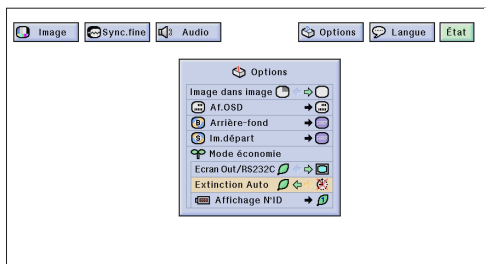 Image
Sync.fine
Audio
Options
Langue
État
Options
Image dans image
Af.OSD
B Arrière-fond
S Im.départ
Mode économie
Ecran Out/RS232C
Extinction Auto
Affichage N°ID 1